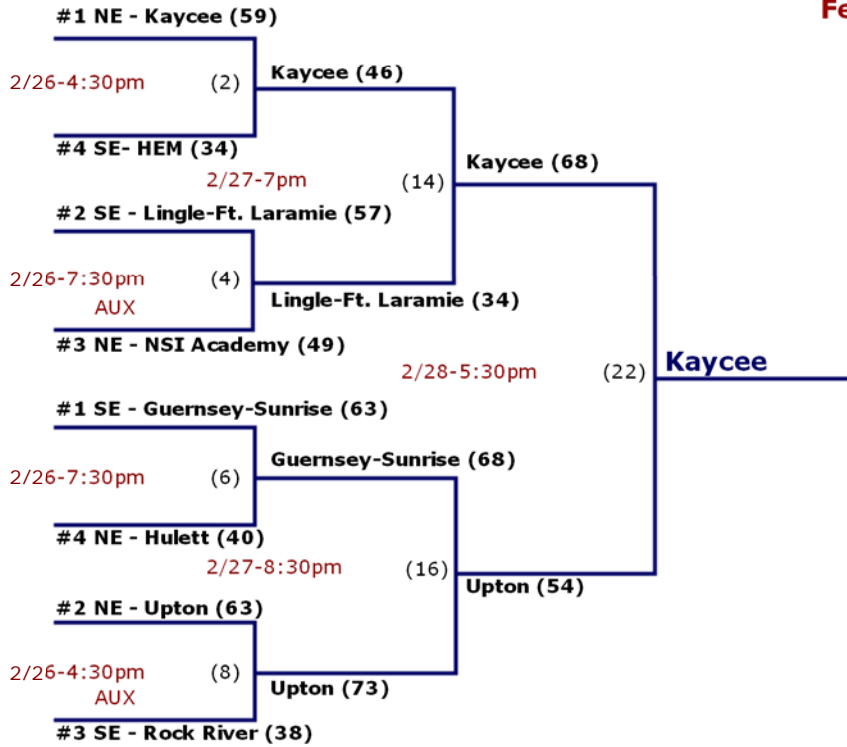 #1 NE - Kaycee (59)
Fe
2/26-4:30pm (2) Kaycee (46)
#4 SE- HEM (34)
2/27-7pm (14) Kaycee (68)
#2 SE - Lingle-Ft. Laramie (57)
2/26-7:30pm (4)
AUX
Lingle-Ft. Laramie (34)
#3 NE - NSI Academy (49)
2/28-5:30pm (22) Kaycee
#1 SE - Guernsey-Sunrise (63)
Guernsey-Sunrise (68)
2/26-7:30pm (6)
#4 NE - Hulett (40)
2/27-8:30pm (16)
Upton (54)
#2 NE - Upton (63)
2/26-4:30pm (8)
AUX
Upton (73)
#3 SE - Rock River (38)